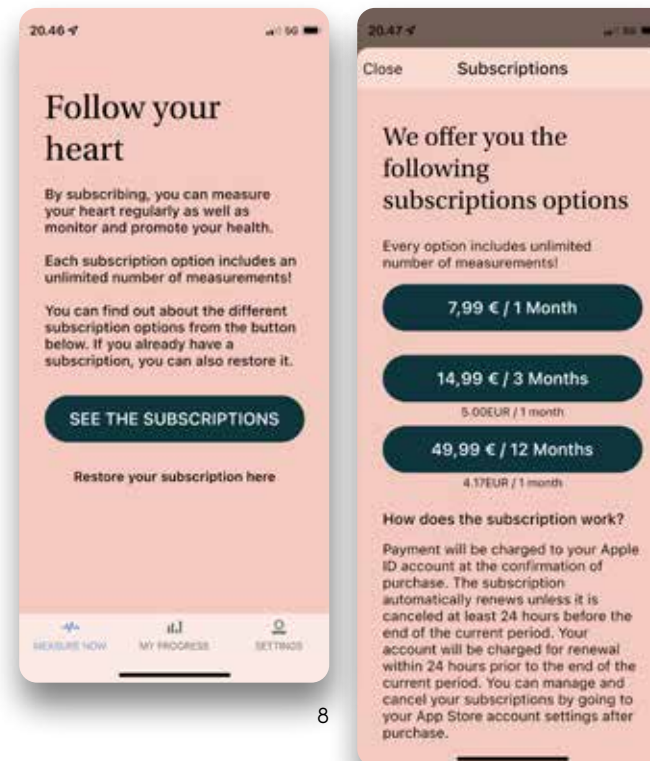 20.46
5G
Follow your
heart
By subscribing, you can measure
your heart regularly as well as
monitor and promote your health.
Each subscription option includes an
unlimited number of measurements!
You can find out about the different
subscription options from the button
below. If you already have a
subscription, you can also restore it.
SEE THE SUBSCRIPTIONS
Restore your subscription here
MEASURE NOW
MY PROGRESS
SETTINGS
8
20.47
5G
Close
Subscriptions
We offer you the
following
subscriptions options
Every option includes unlimited
number of measurements!
7,99 € / 1 Month
14,99 € / 3 Months
5.00EUR / 1 month
49,99 € / 12 Months
4.17EUR / 1 month
How does the subscription work?
Payment will be charged to your Apple
ID account at the confirmation of
purchase. The subscription
automatically renews unless it is
canceled at least 24 hours before the
end of the current period. Your
account will be charged for renewal
within 24 hours prior to the end of the
current period. You can manage and
cancel your subscriptions by going to
your App Store account settings after
purchase.